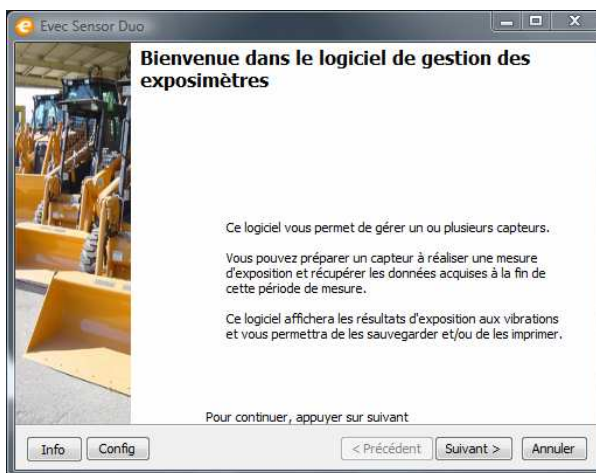 Evec Sensor Duo
Bienvenue dans le logiciel de gestion des
exposimètres
Ce logiciel vous permet de gérer un ou plusieurs capteurs.
Vous pouvez préparer un capteur à réaliser une mesure
d'exposition et récupérer les données acquises à la fin de
cette période de mesure.
Ce logiciel affichera les résultats d'exposition aux vibrations
et vous permettra de les sauvegarder et/ou de les imprimer.
Pour continuer, appuyer sur suivant
Info Config < Précédent Suivant > Annuler